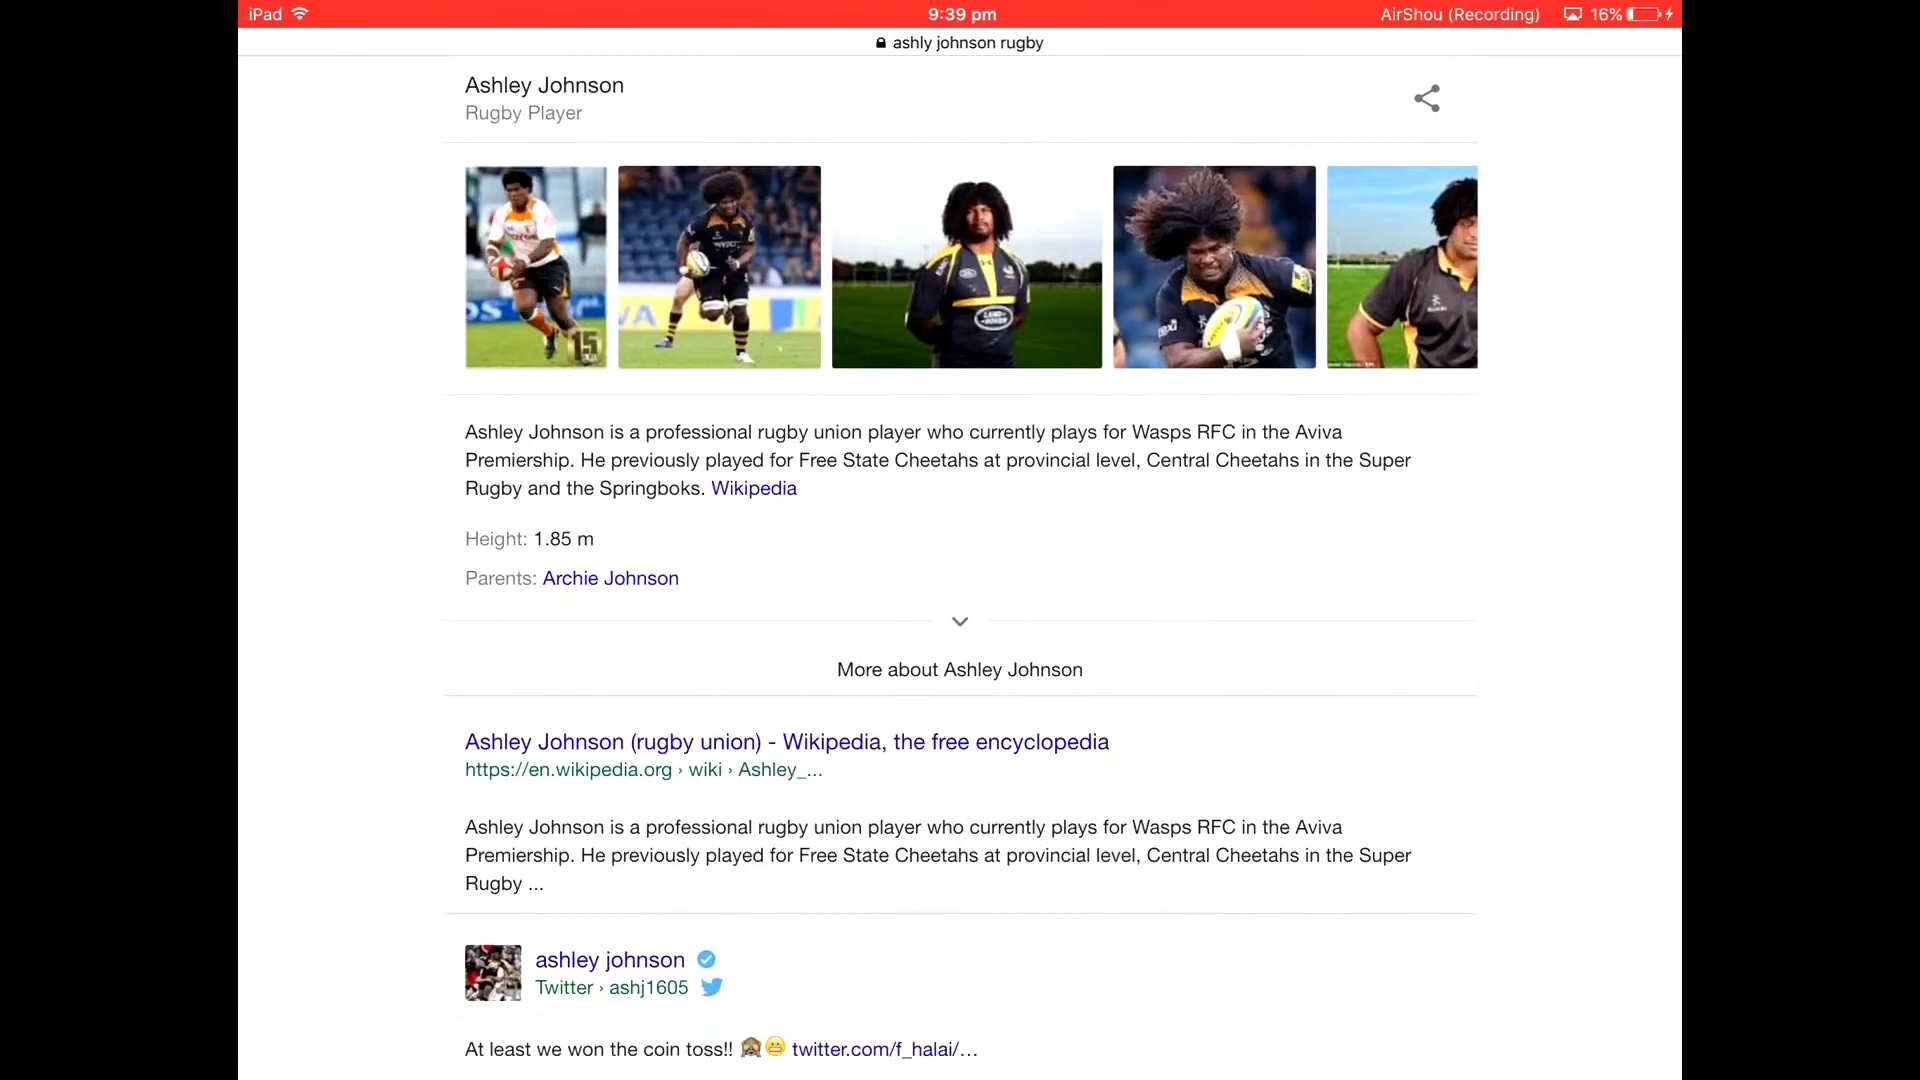 iPad 9:39 pm AirShou (Recording) 16%
ashly johnson rugby
Ashley Johnson
Rugby Player
LAND-
ROVER
15
Ashley Johnson is a professional rugby union player who currently plays for Wasps RFC in the Aviva
Premiership. He previously played for Free State Cheetahs at provincial level, Central Cheetahs in the Super
Rugby and the Springboks. Wikipedia
Height: 1.85 m
Parents: Archie Johnson
More about Ashley Johnson
Ashley Johnson (rugby union) - Wikipedia, the free encyclopedia
https://en.wikipedia.org › wiki › Ashley_...
Ashley Johnson is a professional rugby union player who currently plays for Wasps RFC in the Aviva
Premiership. He previously played for Free State Cheetahs at provincial level, Central Cheetahs in the Super
Rugby ...
ashley johnson
Twitter › ashj1605
At least we won the coin toss!! 🙈😬 twitter.com/f_halai/…